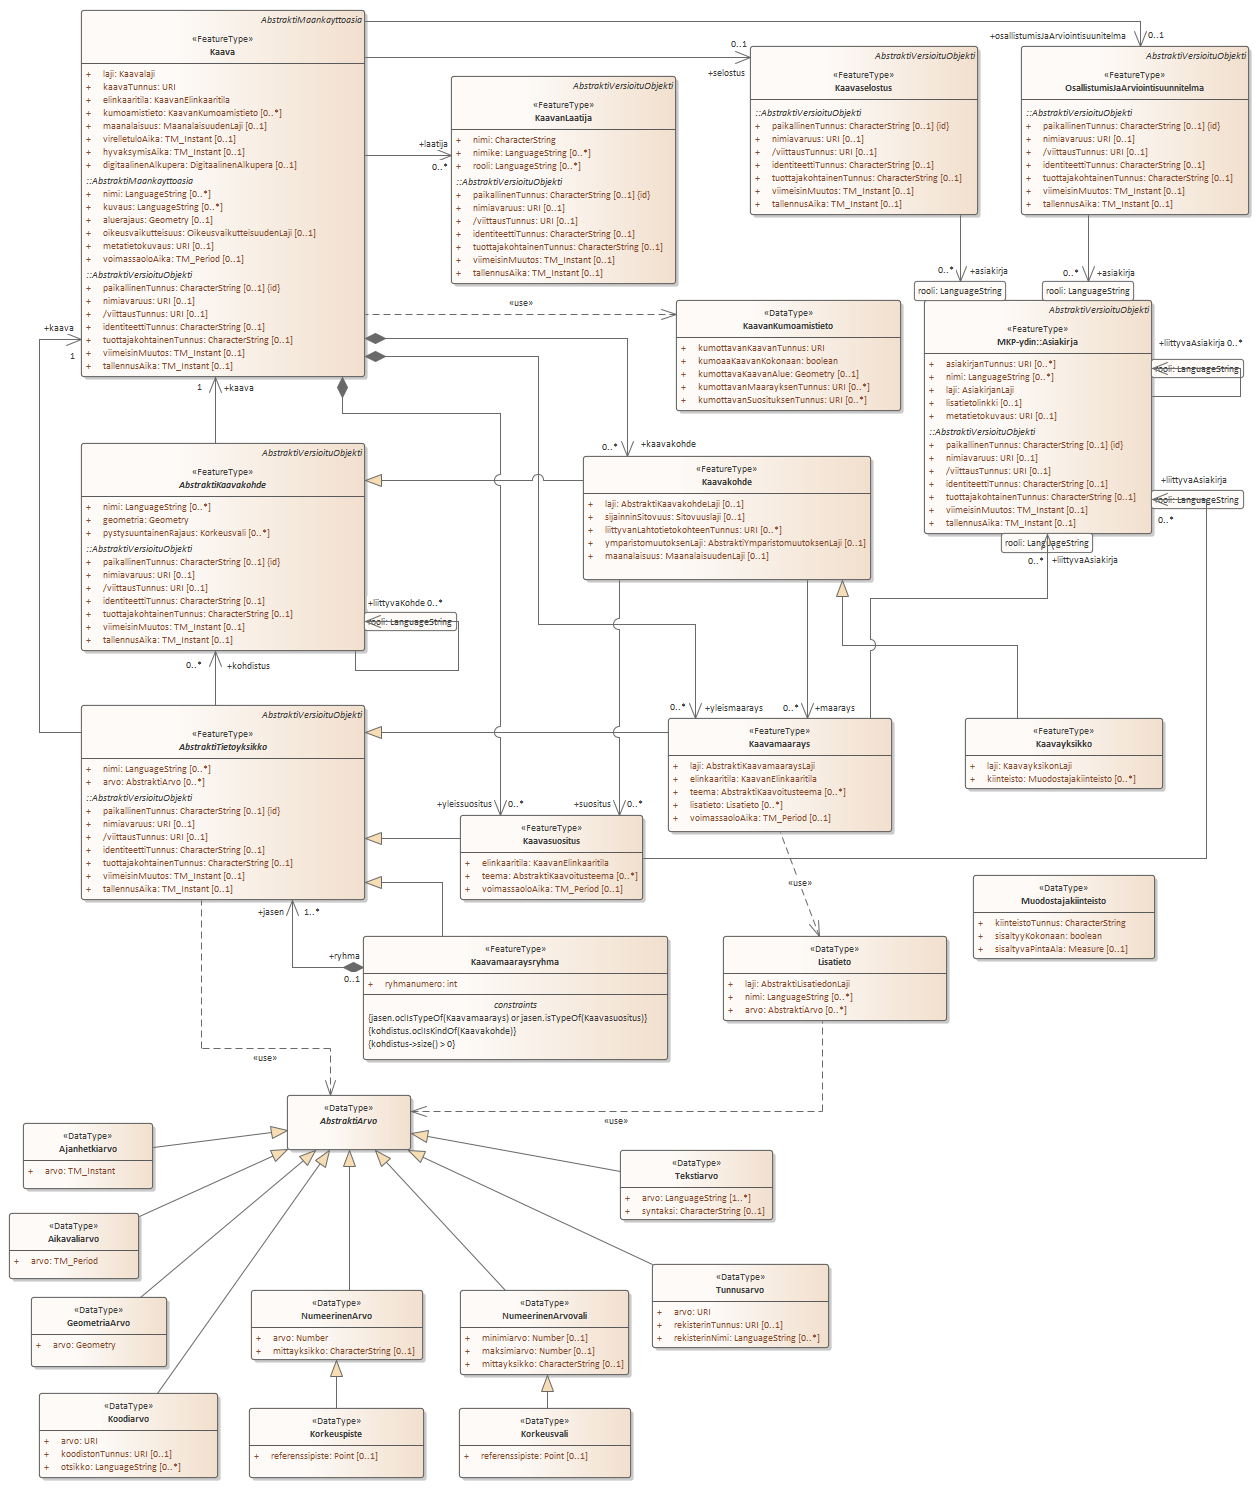 AbstraktiMaankayttoasia
«FeatureType»
Kaava
+ laji: Kaavalaji
+ kaavaTunnus: URI
+ elinkaaritila: KaavanElinkaaritila
+ kumoamistieto: KaavanKumoamistieto [0..*]
+ maanalaisuus: MaanalaisuudenLaji [0..1]
+ virelletuloAika: TM_Instant [0..1]
+ hyvaksymisAika: TM_Instant [0..1]
+ digitaalinenAlkupera: DigitaalinenAlkupera [0..1]
::AbstraktiMaankayttoasia
+ nimi: LanguageString [0..*]
+ kuvaus: LanguageString [0..*]
+ aluerajaus: Geometry [0..1]
+ oikeusvaikutteisuus: OikeusvaikutteisuudenLaji [0..1]
+ metatietokuvaus: URI [0..1]
+ voimassaoloAika: TM_Period [0..1]
::AbstraktiVersioituObjekti
+ paikallinenTunnus: CharacterString [0..1] {id}
+ nimiavaruus: URI [0..1]
+ /viittausTunnus: URI [0..1]
+ identiteettiTunnus: CharacterString [0..1]
+ tuottajakohtainenTunnus: CharacterString [0..1]
+ viimeisinMuutos: TM_Instant [0..1]
+ tallennusAika: TM_Instant [0..1]
+laatija
0..*
AbstraktiVersioituObjekti
«FeatureType»
KaavanLaatija
+ nimi: CharacterString
+ nimike: LanguageString [0..*]
+ rooli: LanguageString [0..*]
::AbstraktiVersioituObjekti
+ paikallinenTunnus: CharacterString [0..1] {id}
+ nimiavaruus: URI [0..1]
+ /viittausTunnus: URI [0..1]
+ identiteettiTunnus: CharacterString [0..1]
+ tuottajakohtainenTunnus: CharacterString [0..1]
+ viimeisinMuutos: TM_Instant [0..1]
+ tallennusAika: TM_Instant [0..1]
0..1
+selostus
AbstraktiVersioituObjekti
«FeatureType»
Kaavaselostus
::AbstraktiVersioituObjekti
+ paikallinenTunnus: CharacterString [0..1] {id}
+ nimiavaruus: URI [0..1]
+ /viittausTunnus: URI [0..1]
+ identiteettiTunnus: CharacterString [0..1]
+ tuottajakohtainenTunnus: CharacterString [0..1]
+ viimeisinMuutos: TM_Instant [0..1]
+ tallennusAika: TM_Instant [0..1]
+osallistumisJaArviointisuunitelma
0..1
AbstraktiVersioituObjekti
«FeatureType»
OsallistumisJaArviointisuunnitelma
::AbstraktiVersioituObjekti
+ paikallinenTunnus: CharacterString [0..1] {id}
+ nimiavaruus: URI [0..1]
+ /viittausTunnus: URI [0..1]
+ identiteettiTunnus: CharacterString [0..1]
+ tuottajakohtainenTunnus: CharacterString [0..1]
+ viimeisinMuutos: TM_Instant [0..1]
+ tallennusAika: TM_Instant [0..1]
0..* +asiakirja
rooli: LanguageString
0..* +asiakirja
rooli: LanguageString
«use»
«DataType»
KaavanKumoamistieto
+ kumottavanKaavanTunnus: URI
+ kumoaaKaavanKokonaan: boolean
+ kumottavaKaavanAlue: Geometry [0..1]
+ kumottavanMaarayksenTunnus: URI [0..*]
+ kumottavanSuosituksenTunnus: URI [0..*]
AbstraktiVersioituObjekti
«FeatureType»
MKP-ydin::Asiakirja
+ asiakirjanTunnus: URI [0..*]
+ nimi: LanguageString [0..*]
+ laji: AsiakirjanLaji
+ lisatietolinkki [0..1]
+ metatietokuvaus: URI [0..1]
::AbstraktiVersioituObjekti
+ paikallinenTunnus: CharacterString [0..1] {id}
+ nimiavaruus: URI [0..1]
+ /viittausTunnus: URI [0..1]
+ identiteettiTunnus: CharacterString [0..1]
+ tuottajakohtainenTunnus: CharacterString [0..1]
+ viimeisinMuutos: TM_Instant [0..1]
+ tallennusAika: TM_Instant [0..1]
+liittyvaAsiakirja 0..*
rooli: LanguageString
+liittyvaAsiakirja
rooli: LanguageString
0..*
rooli: LanguageString
0..* +liittyvaAsiakirja
+kaava
1
1 +kaava
AbstraktiVersioituObjekti
«FeatureType»
AbstraktiKaavakohde
+ nimi: LanguageString [0..*]
+ geometria: Geometry
+ pystysuuntainenRajaus: Korkeusvali [0..*]
::AbstraktiVersioituObjekti
+ paikallinenTunnus: CharacterString [0..1] {id}
+ nimiavaruus: URI [0..1]
+ /viittausTunnus: URI [0..1]
+ identiteettiTunnus: CharacterString [0..1]
+ tuottajakohtainenTunnus: CharacterString [0..1]
+ viimeisinMuutos: TM_Instant [0..1]
+ tallennusAika: TM_Instant [0..1]
+liittyvaKohde 0..*
rooli: LanguageString
0..* +kaavakohde
«FeatureType»
Kaavakohde
+ laji: AbstraktiKaavakohdeLaji [0..1]
+ sijainninSitovuus: Sitovuuslaji [0..1]
+ liittyvanLahtotietokohteenTunnus: URI [0..*]
+ ymparistomuutoksenLaji: AbstraktiYmparistomuutoksenLaji [0..1]
+ maanalaisuus: MaanalaisuudenLaji [0..1]
0..* +kohdistus
AbstraktiVersioituObjekti
«FeatureType»
AbstraktiTietoyksikko
+ nimi: LanguageString [0..*]
+ arvo: AbstraktiArvo [0..*]
::AbstraktiVersioituObjekti
+ paikallinenTunnus: CharacterString [0..1] {id}
+ nimiavaruus: URI [0..1]
+ /viittausTunnus: URI [0..1]
+ identiteettiTunnus: CharacterString [0..1]
+ tuottajakohtainenTunnus: CharacterString [0..1]
+ viimeisinMuutos: TM_Instant [0..1]
+ tallennusAika: TM_Instant [0..1]
0..* +yleismaarays
0..* +maarays
«FeatureType»
Kaavamaarays
+ laji: AbstraktiKaavamaaraysLaji
+ elinkaaritila: KaavanElinkaaritila
+ teema: AbstraktiKaavoitusteema [0..*]
+ lisatieto: Lisatieto [0..*]
+ voimassaoloAika: TM_Period [0..1]
«FeatureType»
Kaavayksikko
+ laji: KaavayksikonLaji
+ kiinteisto: Muodostajakiinteisto [0..*]
+yleissuositus 0..*
+suositus 0..*
«FeatureType»
Kaavasuositus
+ elinkaaritila: KaavanElinkaaritila
+ teema: AbstraktiKaavoitusteema [0..*]
+ voimassaoloAika: TM_Period [0..1]
«use»
«DataType»
Muodostajakiinteisto
+ kiinteistoTunnus: CharacterString
+ sisaltyyKokonaan: boolean
+ sisaltyvaPintaAla: Measure [0..1]
+jasen 1..*
+ryhma
0..1
«FeatureType»
Kaavamaaraysryhma
+ ryhmanumero: int
constraints
{jasen.oclIsTypeOf(Kaavamaarays) or jasen.isTypeOf(Kaavasuositus)}
{kohdistus.oclIsKindOf(Kaavakohde)}
{kohdistus->size() > 0}
«DataType»
Lisatieto
+ laji: AbstraktiLisatiedonLaji
+ nimi: LanguageString [0..*]
+ arvo: AbstraktiArvo [0..*]
«use»
«use»
«DataType»
AbstraktiArvo
«DataType»
Ajanhetkiarvo
+ arvo: TM_Instant
«DataType»
Tekstiarvo
+ arvo: LanguageString [1..*]
+ syntaksi: CharacterString [0..1]
«DataType»
Aikavaliarvo
+ arvo: TM_Period
«DataType»
Tunnusarvo
+ arvo: URI
+ rekisterinTunnus: URI [0..1]
+ rekisterinNimi: LanguageString [0..*]
«DataType»
GeometriaArvo
+ arvo: Geometry
«DataType»
NumeerinenArvo
+ arvo: Number
+ mittayksikko: CharacterString [0..1]
«DataType»
NumeerinenArvovali
+ minimiarvo: Number [0..1]
+ maksimiarvo: Number [0..1]
+ mittayksikko: CharacterString [0..1]
«DataType»
Koodiarvo
+ arvo: URI
+ koodistonTunnus: URI [0..1]
+ otsikko: LanguageString [0..*]
«DataType»
Korkeuspiste
+ referenssipiste: Point [0..1]
«DataType»
Korkeusvali
+ referenssipiste: Point [0..1]